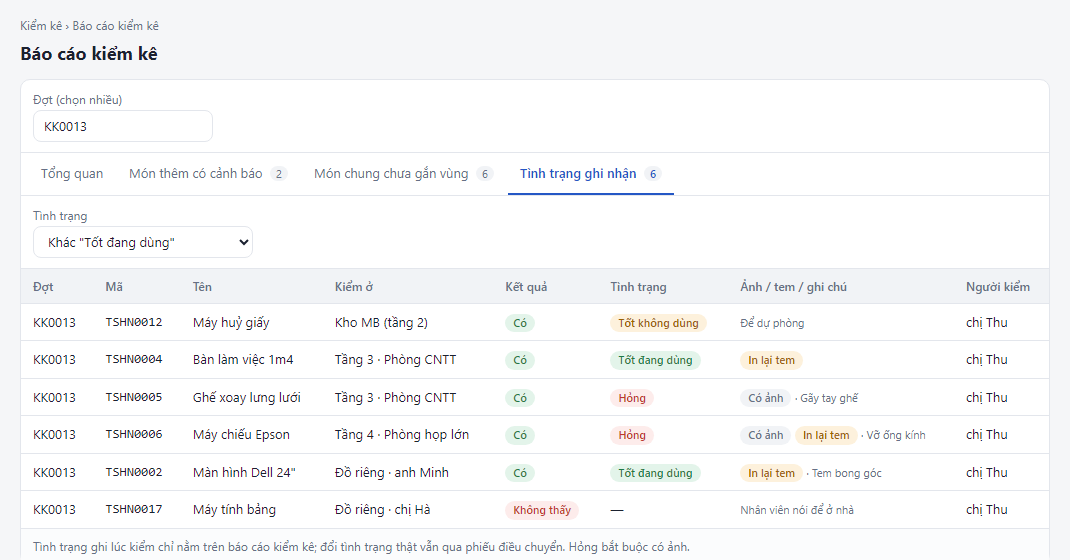 Kiểm kê › Báo cáo kiểm kê
Báo cáo kiểm kê
Đợt (chọn nhiều)
KK0013
Tổng quan Món thêm có cảnh báo 2 Món chung chưa gắn vùng 6 Tình trạng ghi nhận 6
Tình trạng
Khác "Tốt đang dùng"
Đợt Mã Tên Kiểm ở Kết quả Tình trạng Ảnh / tem / ghi chú Người kiểm
KK0013 TSHN0012 Máy huỷ giấy Kho MB (tầng 2) Có Tốt không dùng Để dự phòng chị Thu
KK0013 TSHN0004 Bàn làm việc 1m4 Tầng 3 · Phòng CNTT Có Tốt đang dùng In lại tem chị Thu
KK0013 TSHN0005 Ghế xoay lưng lưới Tầng 3 · Phòng CNTT Có Hỏng Có ảnh · Gãy tay ghế chị Thu
KK0013 TSHN0006 Máy chiếu Epson Tầng 4 · Phòng họp lớn Có Hỏng Có ảnh In lại tem · Vỡ ống kính chị Thu
KK0013 TSHN0002 Màn hình Dell 24" Đồ riêng · anh Minh Có Tốt đang dùng In lại tem · Tem bong góc chị Thu
KK0013 TSHN0017 Máy tính bảng Đồ riêng · chị Hà Không thấy — Nhân viên nói để ở nhà chị Thu
Tình trạng ghi lúc kiểm chỉ nằm trên báo cáo kiểm kê; đổi tình trạng thật vẫn qua phiếu điều chuyển. Hỏng bắt buộc có ảnh.